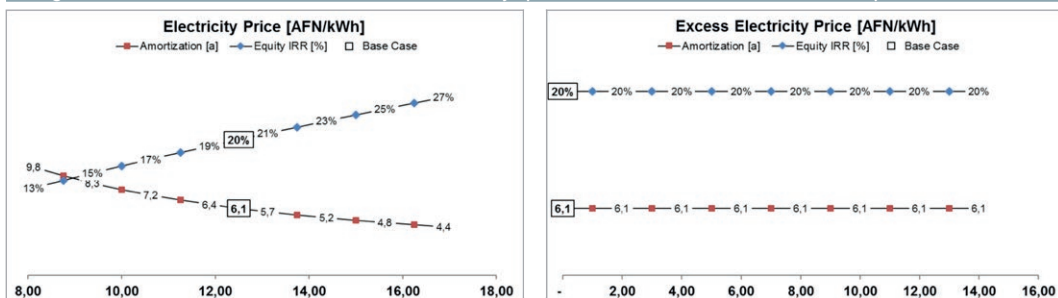 Electricity Price [AFN/kWh]
Amortization [a] Equity IRR [%] Base Case
27%
25%
23%
21%
20%
19%
17%
15%
13%
9,8
8,3
7,2
6,4
6,1
5,7
5,2
4,8
4,4
8,00 10,00 12,00 14,00 16,00 18,00
Excess Electricity Price [AFN/kWh]
Amortization [a] Equity IRR [%] Base Case
20% 20% 20% 20% 20% 20% 20% 20%
6,1 6,1 6,1 6,1 6,1 6,1 6,1 6,1
- 2,00 4,00 6,00 8,00 10,00 12,00 14,00 16,00